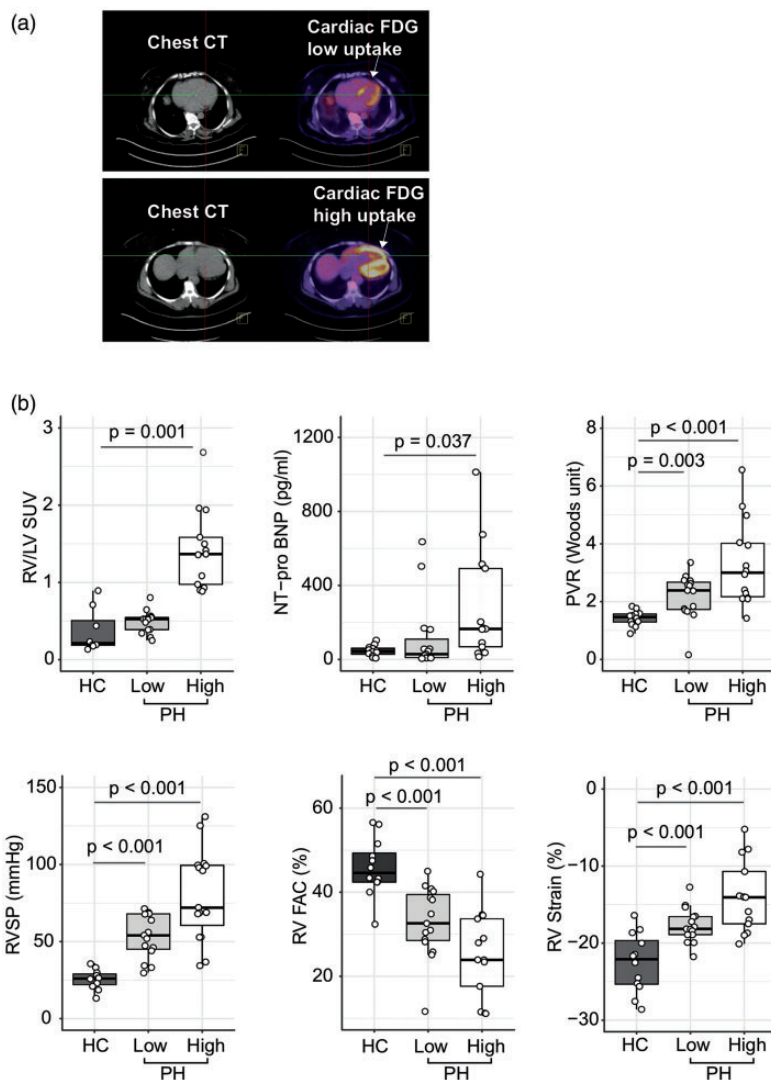 (a)
Chest CT
Cardiac FDG
low uptake
Chest CT
Cardiac FDG
high uptake
(b)
RV/LV SUV
3
2
1
0
p = 0.001
HC Low High
PH
NT-pro BNP (pg/ml)
1200
800
400
0
p = 0.037
HC Low High
PH
PVR (Woods unit)
8
6
4
2
0
p < 0.001
p = 0.003
HC Low High
PH
RVSP (mmHg)
150
100
50
0
p < 0.001
p < 0.001
HC Low High
PH
RV FAC (%)
60
40
20
p < 0.001
p < 0.001
HC Low High
PH
RV Strain (%)
0
−10
−20
−30
p < 0.001
p < 0.001
HC Low High
PH